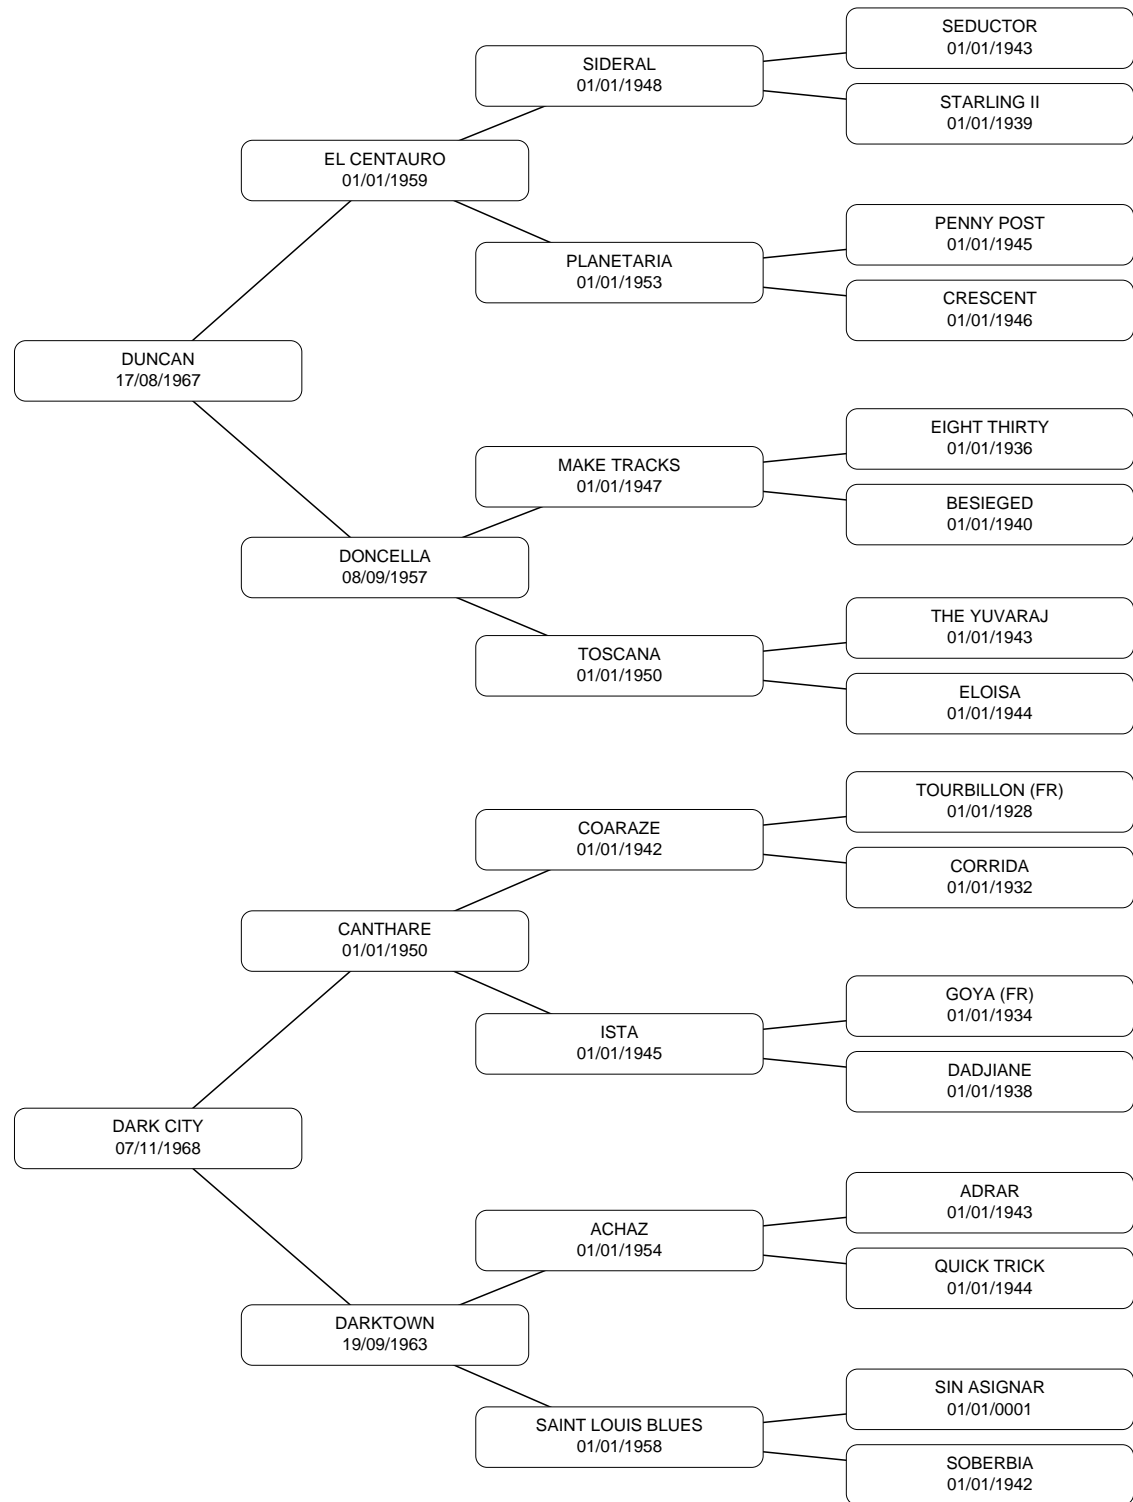 SEDUCTOR
01/01/1943
SIDERAL
01/01/1948
STARLING II
01/01/1939
EL CENTAURO
01/01/1959
PENNY POST
01/01/1945
PLANETARIA
01/01/1953
CRESCENT
01/01/1946
DUNCAN
17/08/1967
EIGHT THIRTY
01/01/1936
MAKE TRACKS
01/01/1947
BESIEGED
01/01/1940
DONCELLA
08/09/1957
THE YUVARAJ
01/01/1943
TOSCANA
01/01/1950
ELOISA
01/01/1944
TOURBILLON (FR)
01/01/1928
COARAZE
01/01/1942
CORRIDA
01/01/1932
CANTHARE
01/01/1950
GOYA (FR)
01/01/1934
ISTA
01/01/1945
DADJIANE
01/01/1938
DARK CITY
07/11/1968
ADRAR
01/01/1943
ACHAZ
01/01/1954
QUICK TRICK
01/01/1944
DARKTOWN
19/09/1963
SIN ASIGNAR
01/01/0001
SAINT LOUIS BLUES
01/01/1958
SOBERBIA
01/01/1942